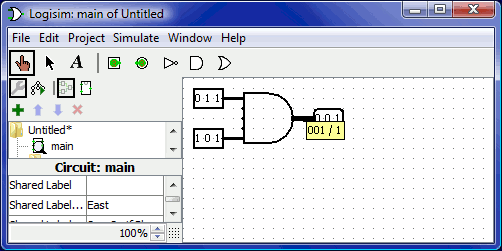 Logisim: main of Untitled
File Edit Project Simulate Window Help
A
Untitled*
main
Circuit: main
Shared Label
Shared Label... East
100%
0 1 1
1 0 1
0 0 1
001 / 1